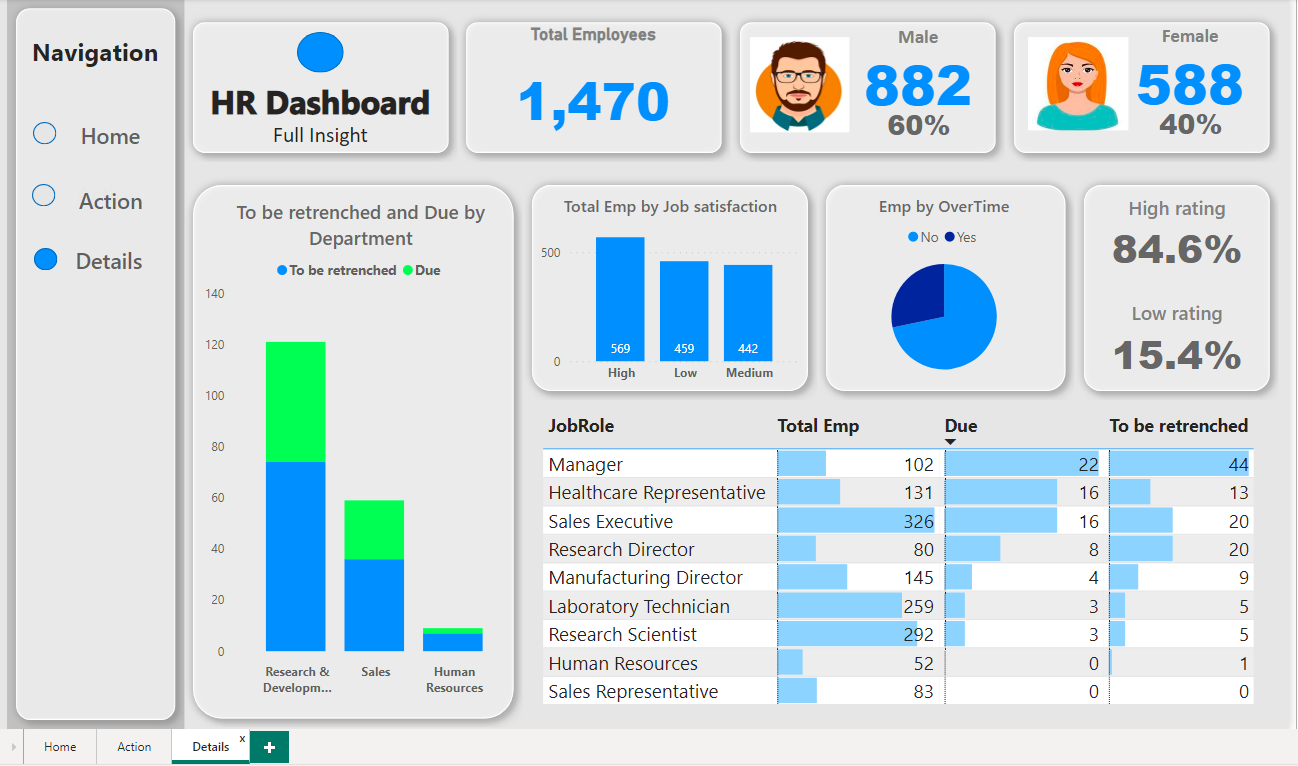 Navigation
Home
Action
Details
HR Dashboard
Full Insight
Total Employees
1,470
Male
882
60%
Female
588
40%
To be retrenched and Due by
Department
To be retrenched Due
140
120
100
80
60
40
20
0
Research &
Developm...
Sales
Human
Resources
Total Emp by Job satisfaction
500
0
569
459
442
High
Low
Medium
Emp by OverTime
No Yes
High rating
84.6%
Low rating
15.4%
JobRole Total Emp Due To be retrenched
Manager 102 22 44
Healthcare Representative 131 16 13
Sales Executive 326 16 20
Research Director 80 8 20
Manufacturing Director 145 4 9
Laboratory Technician 259 3 5
Research Scientist 292 3 5
Human Resources 52 0 1
Sales Representative 83 0 0
Home Action Details x +